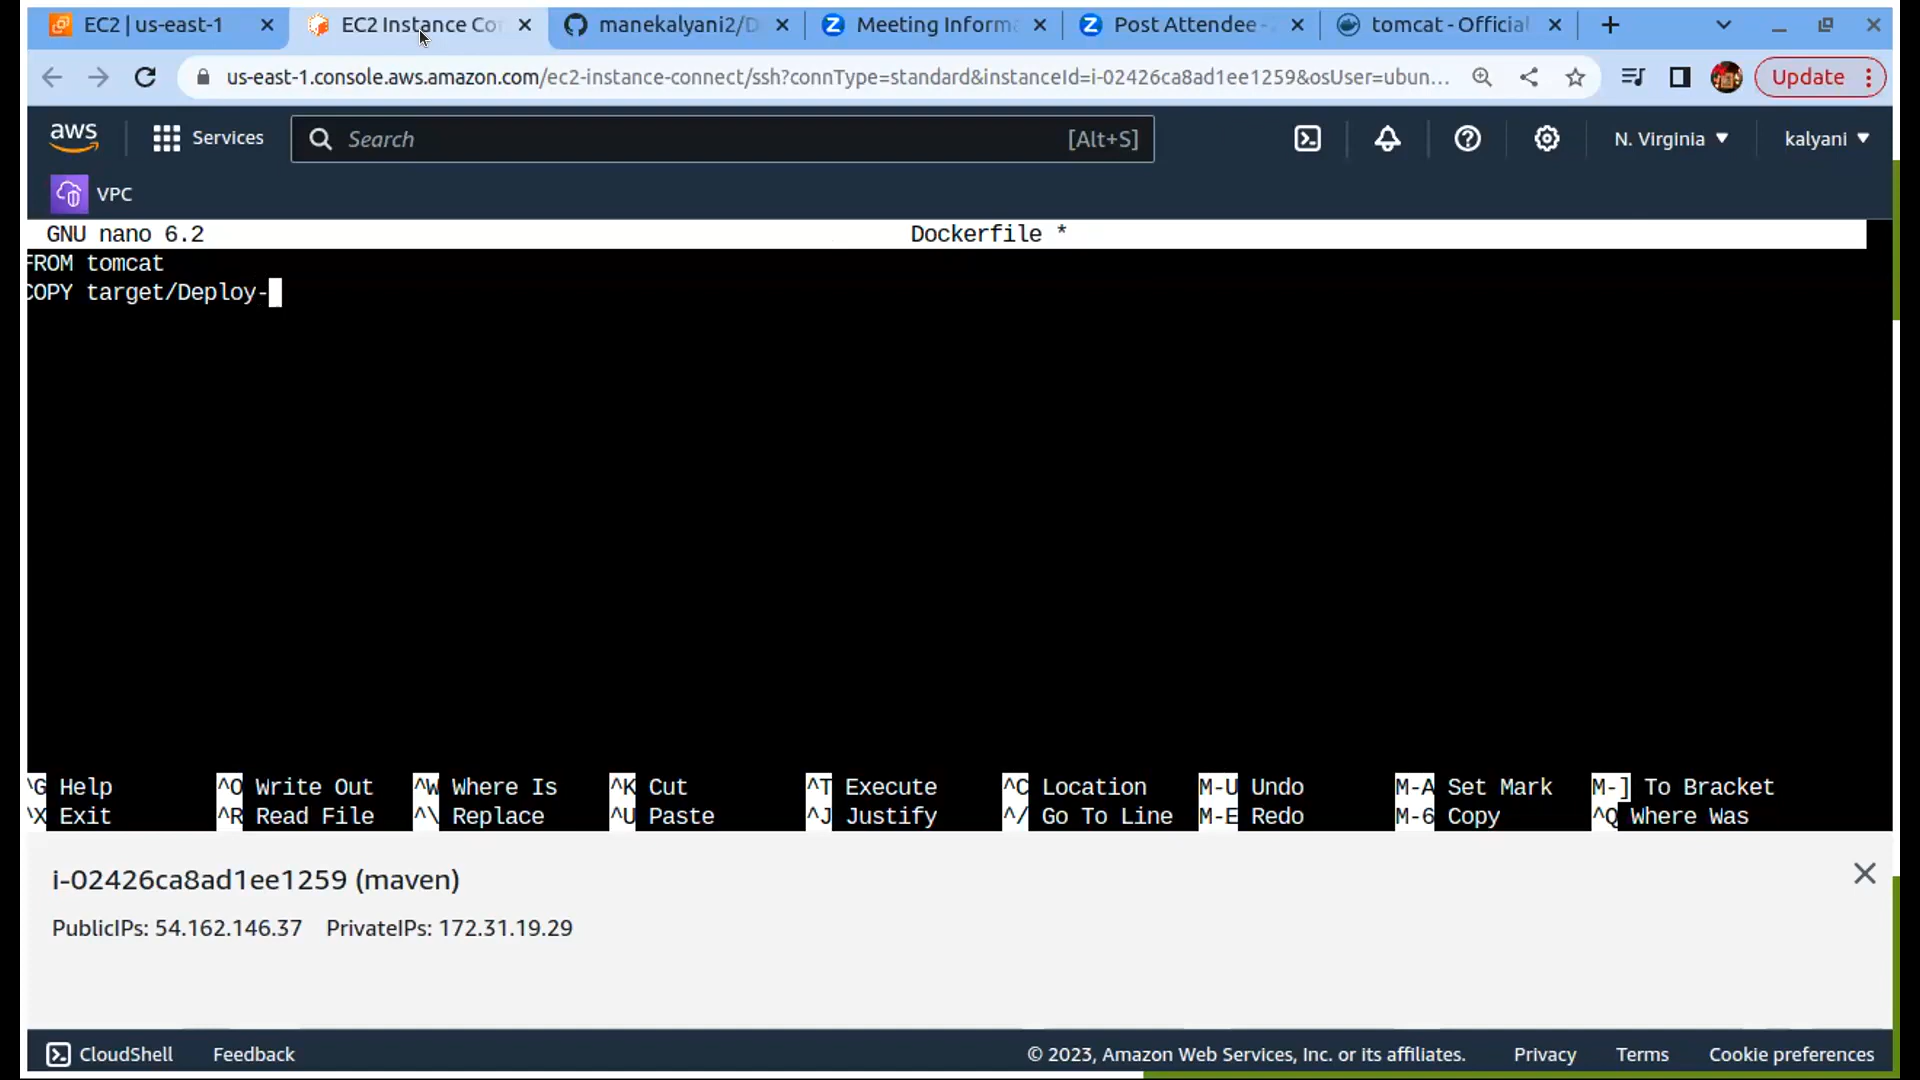 EC2 | us-east-1
EC2 Instance Co
manekalyani2/D
Meeting Inform
Post Attendee -
tomcat - Official
us-east-1.console.aws.amazon.com/ec2-instance-connect/ssh?connType=standard&instanceId=i-02426ca8ad1ee1259&osUser=ubun...
Update
aws
Services
Search
[Alt+S]
N. Virginia
kalyani
VPC
GNU nano 6.2 Dockerfile *
FROM tomcat
COPY target/Deploy-
^G Help ^O Write Out ^W Where Is ^K Cut ^T Execute ^C Location M-U Undo M-A Set Mark M-] To Bracket
^X Exit ^R Read File ^\ Replace ^U Paste ^J Justify ^/ Go To Line M-E Redo M-6 Copy ^Q Where Was
i-02426ca8ad1ee1259 (maven)
PublicIPs: 54.162.146.37 PrivateIPs: 172.31.19.29
CloudShell
Feedback
© 2023, Amazon Web Services, Inc. or its affiliates.
Privacy
Terms
Cookie preferences